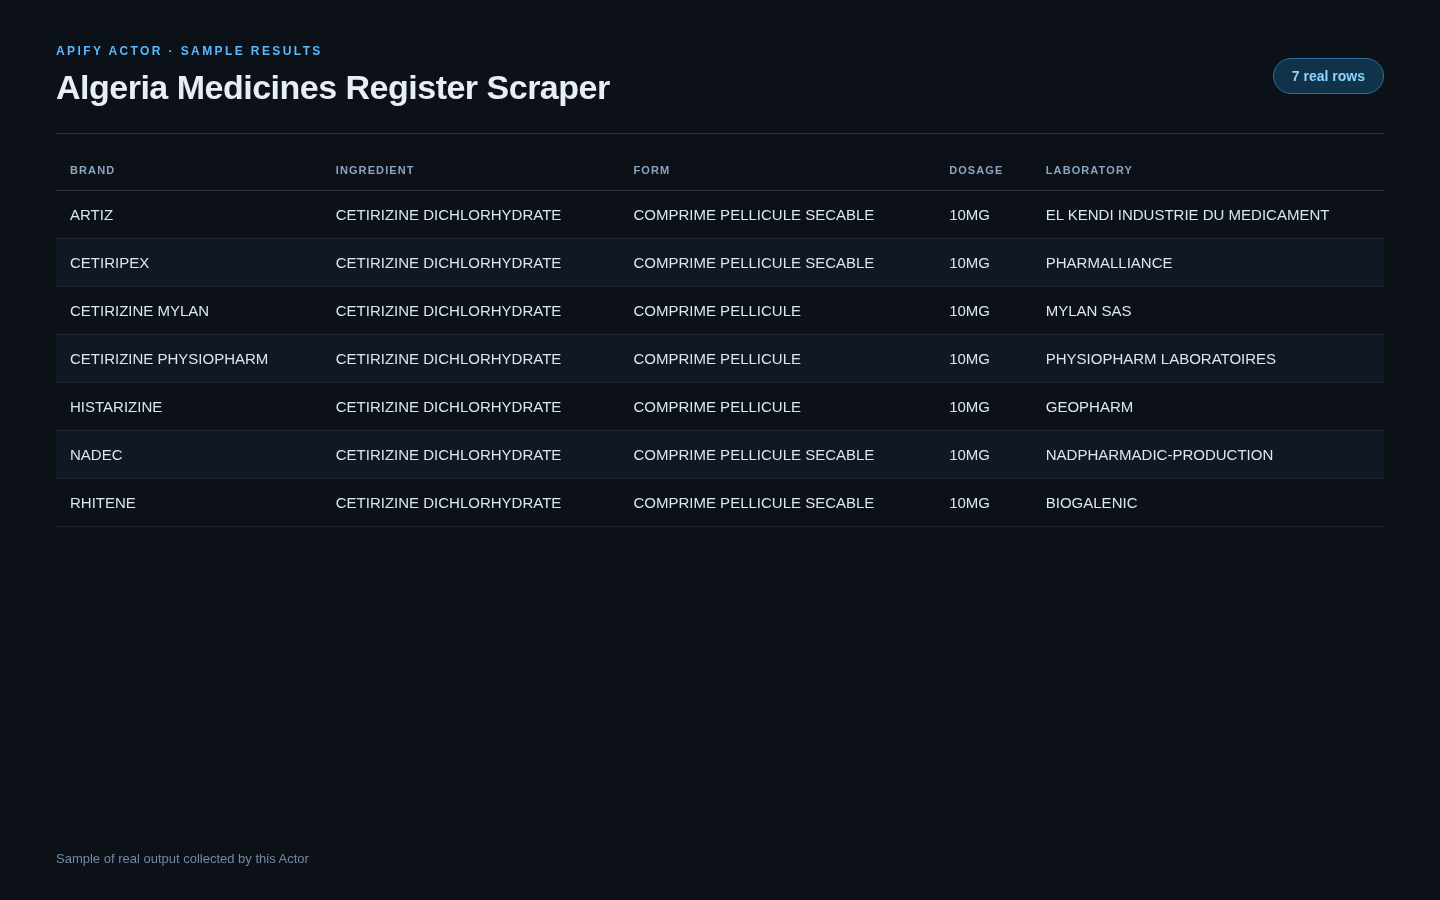 APIFY ACTOR · SAMPLE RESULTS
Algeria Medicines Register Scraper
7 real rows
BRAND INGREDIENT FORM DOSAGE LABORATORY
ARTIZ CETIRIZINE DICHLORHYDRATE COMPRIME PELLICULE SECABLE 10MG EL KENDI INDUSTRIE DU MEDICAMENT
CETIRIPEX CETIRIZINE DICHLORHYDRATE COMPRIME PELLICULE SECABLE 10MG PHARMALLIANCE
CETIRIZINE MYLAN CETIRIZINE DICHLORHYDRATE COMPRIME PELLICULE 10MG MYLAN SAS
CETIRIZINE PHYSIOPHARM CETIRIZINE DICHLORHYDRATE COMPRIME PELLICULE 10MG PHYSIOPHARM LABORATOIRES
HISTARIZINE CETIRIZINE DICHLORHYDRATE COMPRIME PELLICULE 10MG GEOPHARM
NADEC CETIRIZINE DICHLORHYDRATE COMPRIME PELLICULE SECABLE 10MG NADPHARMADIC-PRODUCTION
RHITENE CETIRIZINE DICHLORHYDRATE COMPRIME PELLICULE SECABLE 10MG BIOGALENIC
Sample of real output collected by this Actor